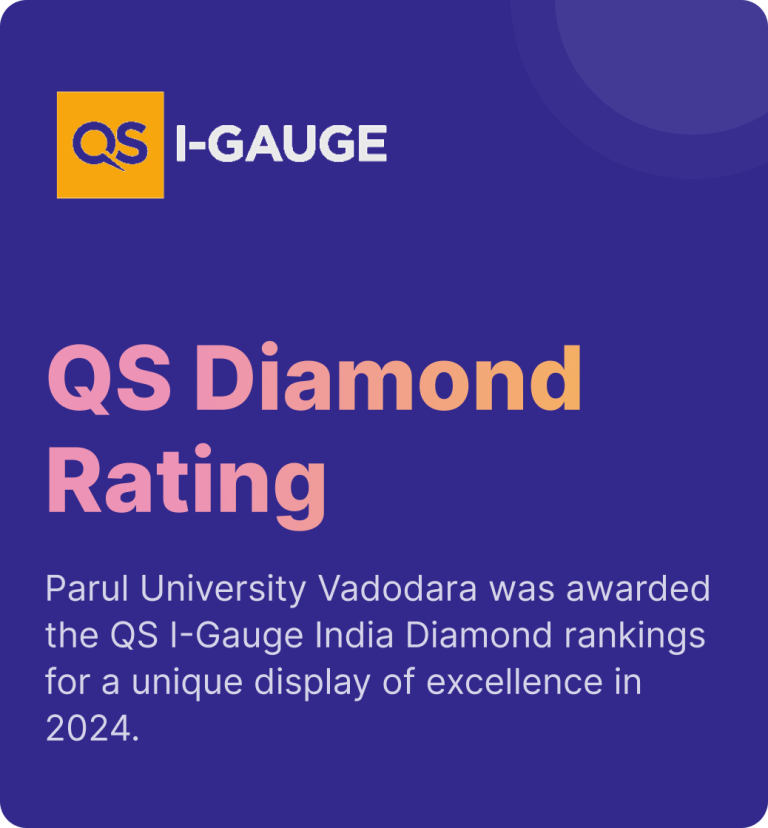 QS I-GAUGE
QS Diamond
Rating
Parul University Vadodara was awarded
the QS I-Gauge India Diamond rankings
for a unique display of excellence in
2024.